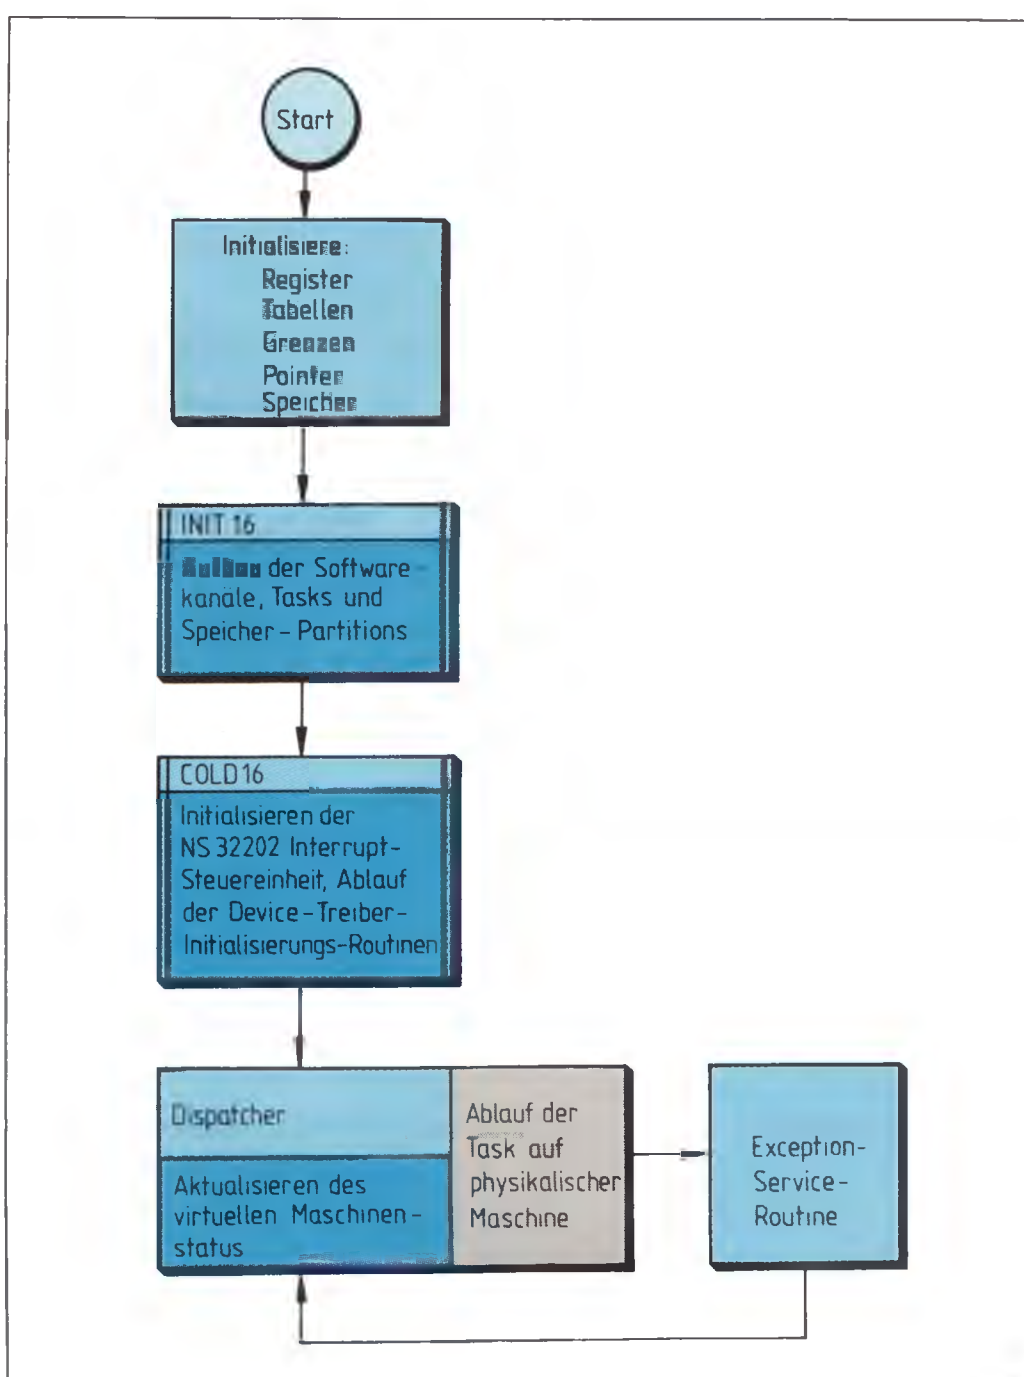 Start
Initialisiere:
Register
Tabellen
Grenzen
Pointer
Speicher
INIT 16
Aufbau der Software-
kanäle, Tasks und
Speicher-Partitions
COLD16
Initialisieren der
NS 32202 Interrupt-
Steuereinheit, Ablauf
der Device-Treiber-
Initialisierungs-Routinen
Dispatcher
Aktualisieren des
virtuellen Maschinen-
status
Ablauf der
Task auf
physikalischer
Maschine
Exception-
Service-
Routine